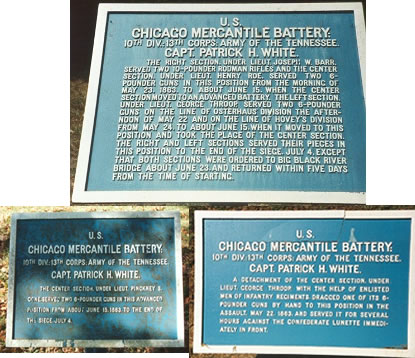 U.S.
CHICAGO MERCANTILE BATTERY:
10TH DIV.: 13TH CORPS: ARMY OF THE TENNESSEE.
CAPT. PATRICK H. WHITE.
THE RIGHT SECTION, UNDER LIEUT. JOSEPH W. BARR,
SERVED TWO 10-POUNDER RODMAN RIFLES AND THE CENTER
SECTION, UNDER LIEUT. HENRY ROE, SERVED TWO 6-
POUNDER GUNS IN THIS POSITION FROM THE MORNING OF
MAY 23, 1863, TO ABOUT JUNE 15, WHEN THE CENTER
SECTION MOVED TO AN ADVANCED BATTERY. THE LEFT SECTION
UNDER LIEUT. GEORGE THROOP SERVED TWO 6-POUNDER
GUNS ON THE LINE OF OSTERHAUS' DIVISION THE AFTER-
NOON OF MAY 22 AND ON THE LINE OF HOVEY'S DIVISION
FROM MAY 24 TO ABOUT JUNE 15, WHEN IT MOVED TO THIS
POSITION AND TOOK THE PLACE OF THE CENTER SECTION.
THE RIGHT AND LEFT SECTIONS SERVED THEIR PIECES IN
THIS POSITION TO THE END OF THE SIEGE, JULY 4, EXCEPT
THAT BOTH SECTIONS WERE ORDERED TO BIG BLACK RIVER
BRIDGE ABOUT JUNE 23 AND RETURNED WITHIN FIVE DAYS
FROM THE TIME OF STARTING.
U.S.
CHICAGO MERCANTILE BATTERY:
10TH DIV.: 13TH CORPS: ARMY OF THE TENNESSEE.
CAPT. PATRICK H. WHITE.
THE CENTER SECTION, UNDER LIEUT. PINCKNEY S.
CONE, SERVED TWO 6-POUNDER GUNS IN THIS ADVANCED
POSITION FROM ABOUT JUNE 15, 1863, TO THE END OF
THE SIEGE, JULY 4.
U.S.
CHICAGO MERCANTILE BATTERY:
10TH DIV.: 13TH CORPS: ARMY OF THE TENNESSEE.
CAPT. PATRICK H. WHITE.
A DETACHMENT OF THE CENTER SECTION, UNDER
LIEUT. GEORGE THROOP, WITH THE HELP OF ENLISTED
MEN OF INFANTRY REGIMENTS DRAGGED ONE OF ITS 6-
POUNDER GUNS BY HAND TO THIS POSITION IN THE
ASSAULT, MAY 22, 1863, AND SERVED IT FOR SEVERAL
HOURS AGAINST THE CONFEDERATE LUNETTE IMMEDI-
ATELY IN FRONT.